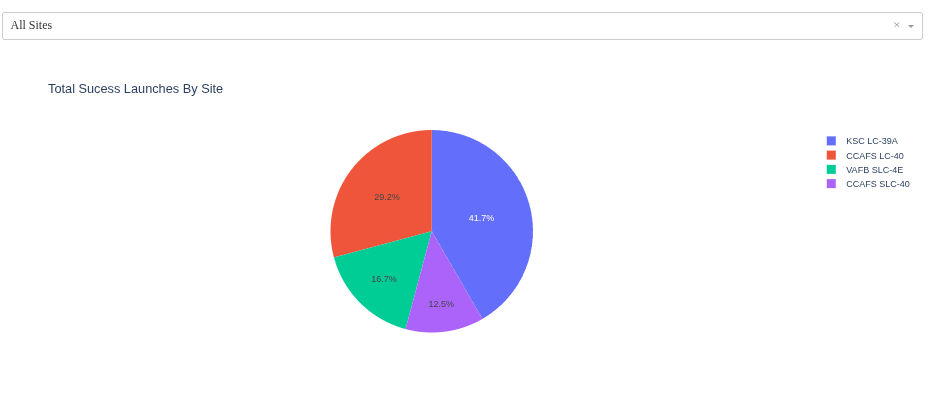 All Sites
Total Sucess Launches By Site
KSC LC-39A
CCAFS LC-40
VAFB SLC-4E
CCAFS SLC-40
29.2%
41.7%
16.7%
12.5%